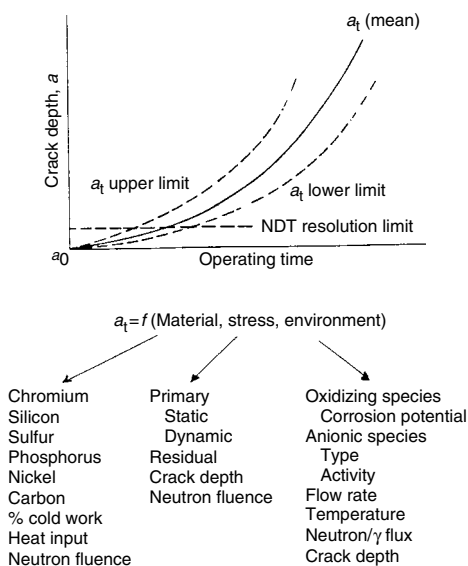 a_t (mean)
Crack depth, a
a_t upper limit
a_t lower limit
NDT resolution limit
a0
Operating time
a_t = f (Material, stress, environment)
Chromium
Silicon
Sulfur
Phosphorus
Nickel
Carbon
% cold work
Heat input
Neutron fluence
Primary
Static
Dynamic
Residual
Crack depth
Neutron fluence
Oxidizing species
Corrosion potential
Anionic species
Type
Activity
Flow rate
Temperature
Neutron/γ flux
Crack depth